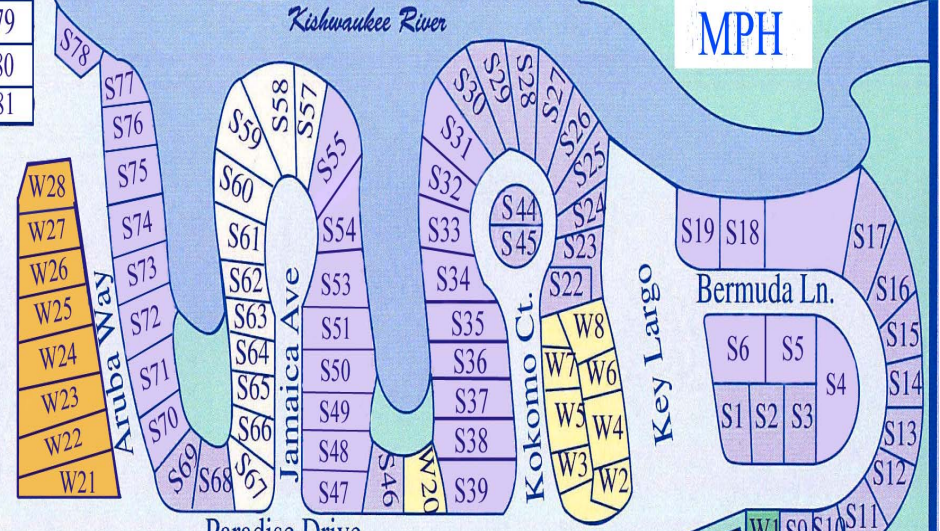 79
80
81
Kishwaukee River
MPH
S78
S77
S76
S75
S74
S73
S72
S71
S70
S69
S68
W28
W27
W26
W25
W24
W23
W22
W21
Aruba Way
S57
S58
S59
S60
S61
S62
S63
S64
S65
S66
S67
Jamaica Ave
S55
S54
S53
S51
S50
S49
S48
S47
S46
W20
S27
S28
S29
S30
S31
S32
S33
S34
S35
S36
S37
S38
S39
S44
S45
S26
S25
S24
S23
S22
Kokomo Ct.
W8
W7
W6
W5
W4
W3
W2
Key Largo
S19
S18
S17
S16
S15
S14
S13
S12
S11
Bermuda Ln.
S6
S5
S4
S1
S2
S3
W1
S9
S10
Paradise Drive